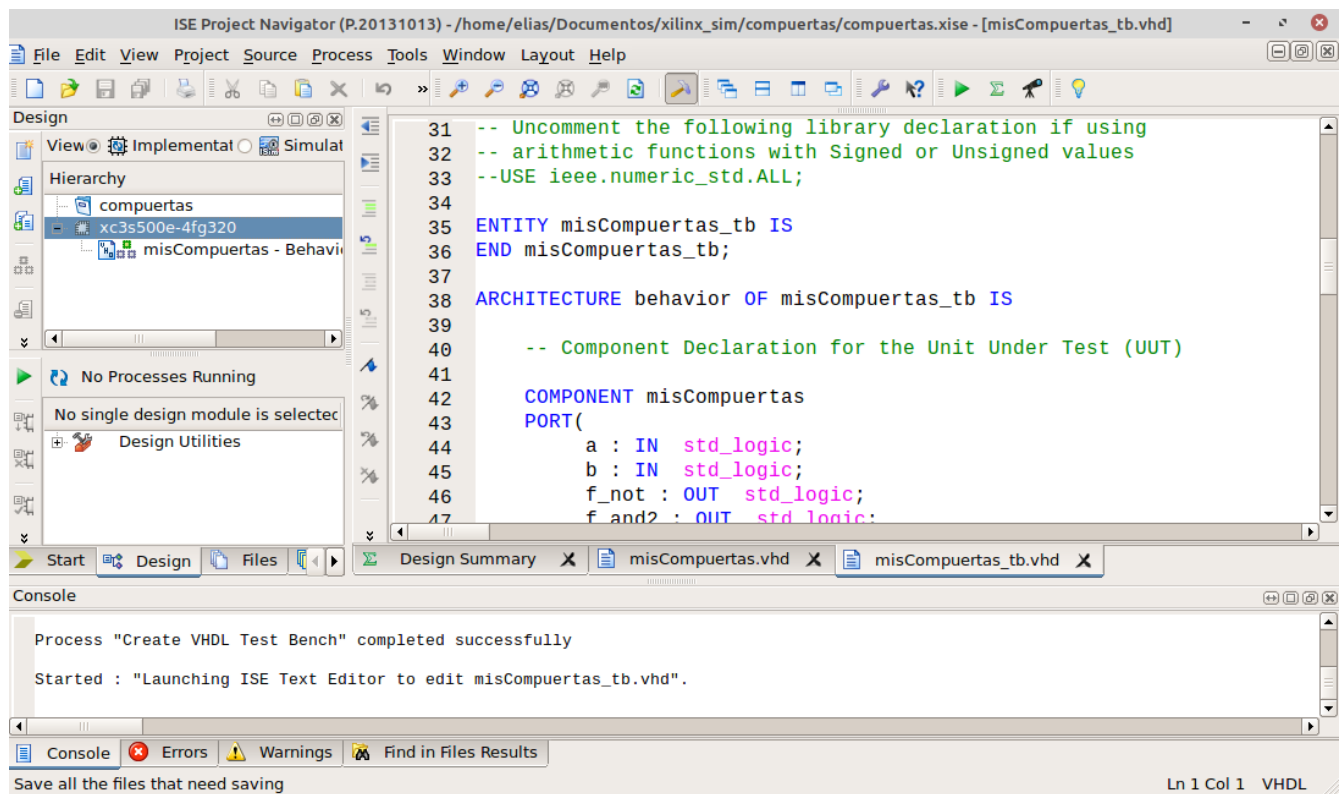 ISE Project Navigator (P.20131013) - /home/elias/Documentos/xilinx_sim/compuertas/compuertas.xise - [misCompuertas_tb.vhd]
File Edit View Project Source Process Tools Window Layout Help
»
Design
View Implementat Simulat
Hierarchy
compuertas
xc3s500e-4fg320
misCompuertas - Behavi
No Processes Running
No single design module is selected
Design Utilities
Start Design Files
31 -- Uncomment the following library declaration if using
32 -- arithmetic functions with Signed or Unsigned values
33 --USE ieee.numeric_std.ALL;
34
35 ENTITY misCompuertas_tb IS
36 END misCompuertas_tb;
37
38 ARCHITECTURE behavior OF misCompuertas_tb IS
39
40 -- Component Declaration for the Unit Under Test (UUT)
41
42 COMPONENT misCompuertas
43 PORT(
44 a : IN std_logic;
45 b : IN std_logic;
46 f_not : OUT std_logic;
47 f_and2 : OUT std_logic;
Design Summary misCompuertas.vhd misCompuertas_tb.vhd
Console
Process "Create VHDL Test Bench" completed successfully
Started : "Launching ISE Text Editor to edit misCompuertas_tb.vhd".
Console Errors Warnings Find in Files Results
Save all the files that need saving
Ln 1 Col 1 VHDL